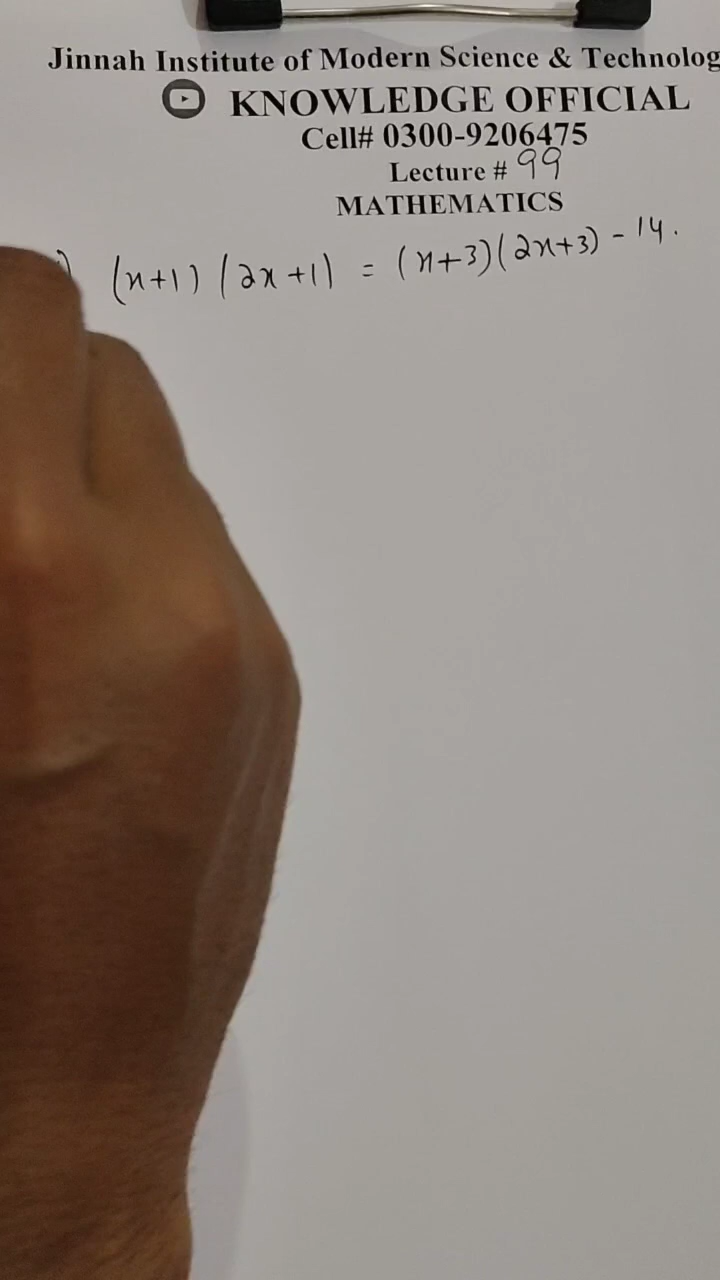 Jinnah Institute of Modern Science & Technolog
KNOWLEDGE OFFICIAL
Cell# 0300-9206475
Lecture # 99
MATHEMATICS
) (x+1) (2x+1) = (x+3)(2x+3) - 14.